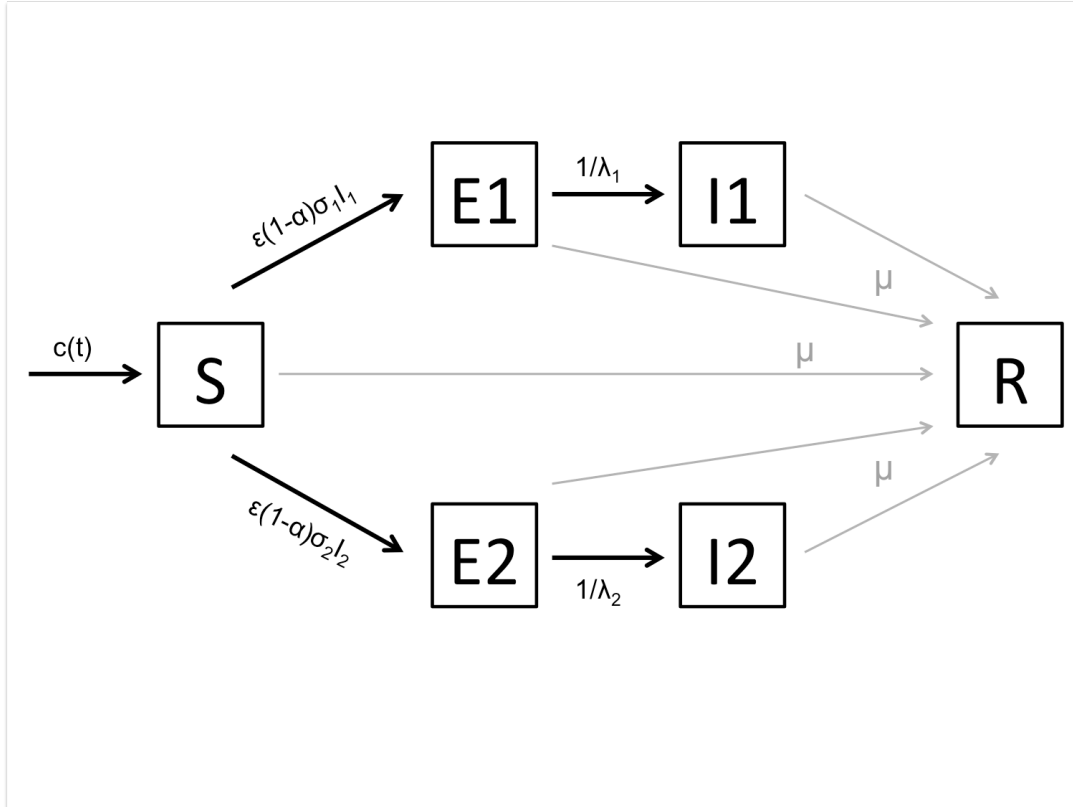 E1
1/λ₁
I1
ε(1-α)σ₁I₁
μ
c(t)
S
μ
R
ε(1-α)σ₂I₂
μ
E2
1/λ₂
I2